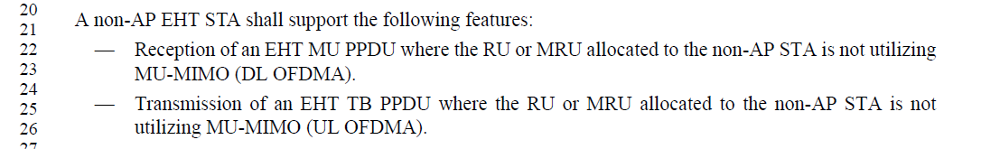 20
21 A non-AP EHT STA shall support the following features:
22 — Reception of an EHT MU PPDU where the RU or MRU allocated to the non-AP STA is not utilizing
23 MU-MIMO (DL OFDMA).
24
25 — Transmission of an EHT TB PPDU where the RU or MRU allocated to the non-AP STA is not
26 utilizing MU-MIMO (UL OFDMA).
27